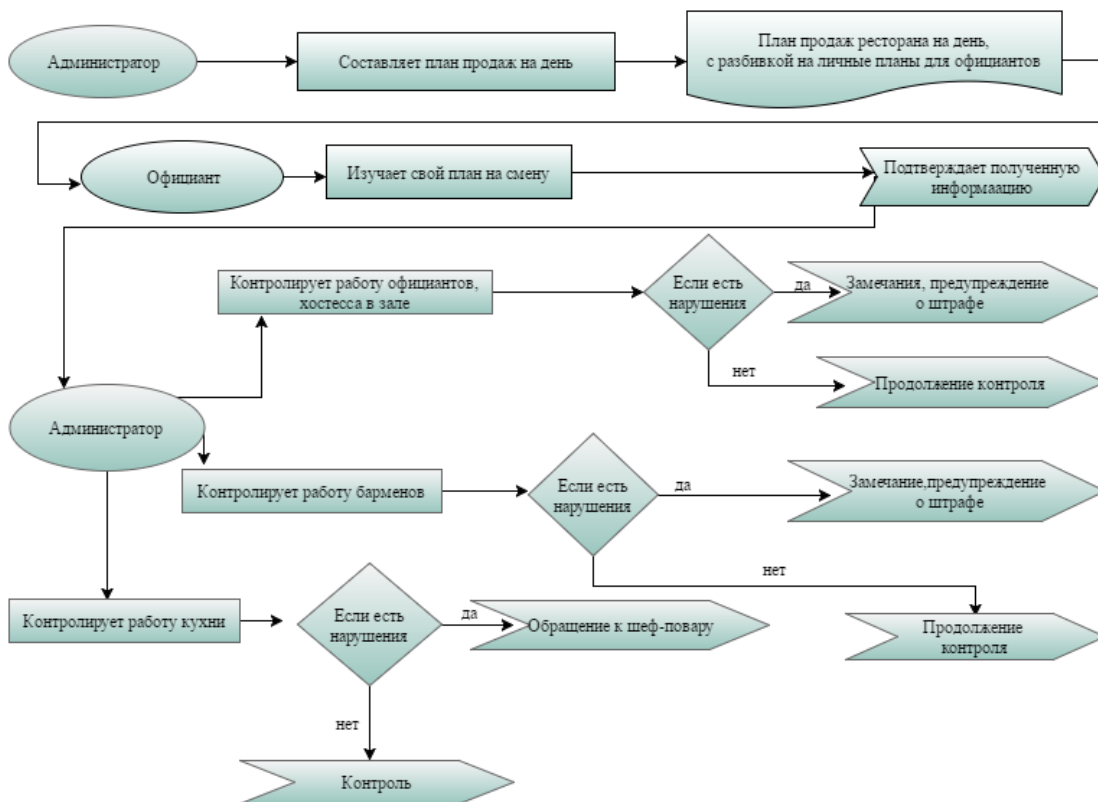 Администратор
Составляет план продаж на день
План продаж ресторана на день,
с разбивкой на личные планы для официантов
Официант
Изучает свой план на смену
Подтверждает полученную
информаацию
Контролирует работу официантов,
хостесса в зале
Если есть
нарушения
да
Замечания, предупреждение
о штрафе
нет
Продолжение контроля
Администратор
Контролирует работу барменов
Если есть
нарушения
да
Замечание,предупреждение
о штрафе
нет
Продолжение
контроля
Контролирует работу кухни
Если есть
нарушения
да
Обращение к шеф-повару
нет
Контроль